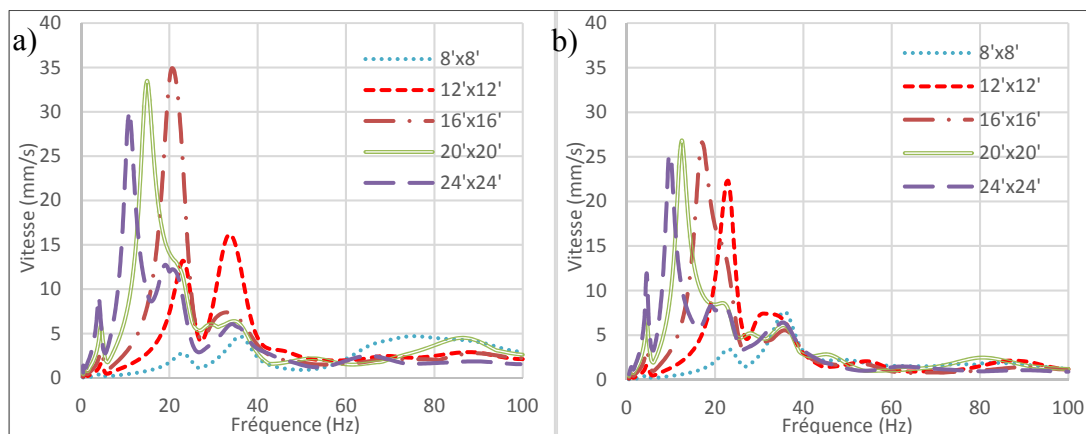 a)
40
35
30
25
20
15
10
5
0
Vitesse (mm/s)
8'x8'
12'x12'
16'x16'
20'x20'
24'x24'
0 20 40 60 80 100
Fréquence (Hz)
b)
40
35
30
25
20
15
10
5
0
Vitesse (mm/s)
8'x8'
12'x12'
16'x16'
20'x20'
24'x24'
0 20 40 60 80 100
Fréquence (Hz)